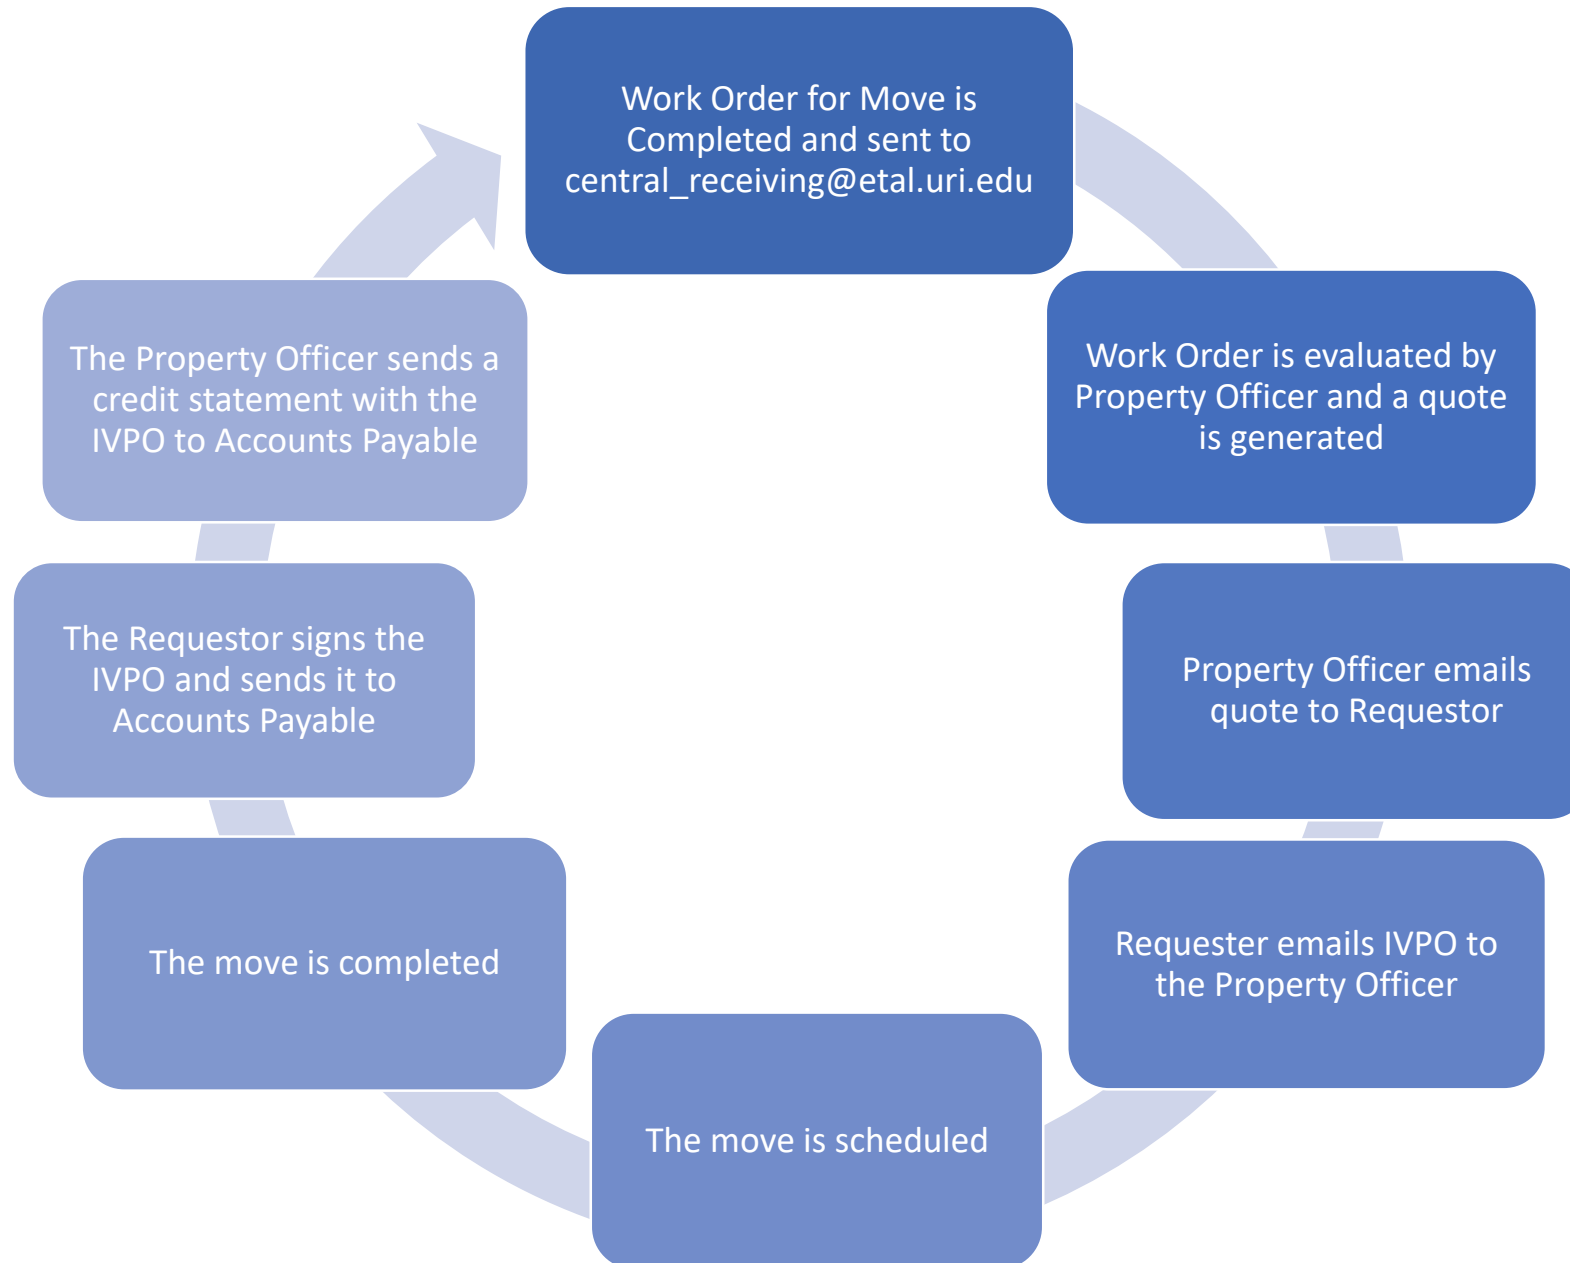 Work Order for Move is
Completed and sent to
central_receiving@etal.uri.edu
Work Order is evaluated by
Property Officer and a quote
is generated
Property Officer emails
quote to Requestor
Requester emails IVPO to
the Property Officer
The move is scheduled
The move is completed
The Requestor signs the
IVPO and sends it to
Accounts Payable
The Property Officer sends a
credit statement with the
IVPO to Accounts Payable